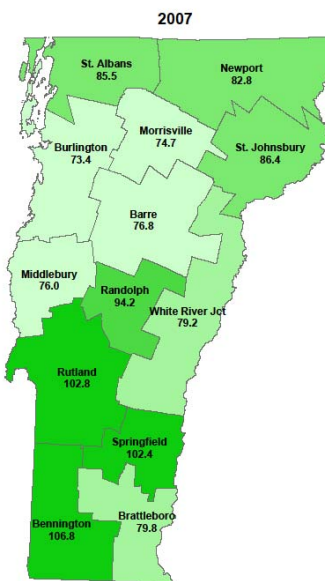 2007
St. Albans
85.5
Newport
82.8
Morrisville
74.7
Burlington
73.4
St. Johnsbury
86.4
Barre
76.8
Middlebury
76.0
Randolph
94.2
White River Jct
79.2
Rutland
102.8
Springfield
102.4
Brattleboro
79.8
Bennington
106.8